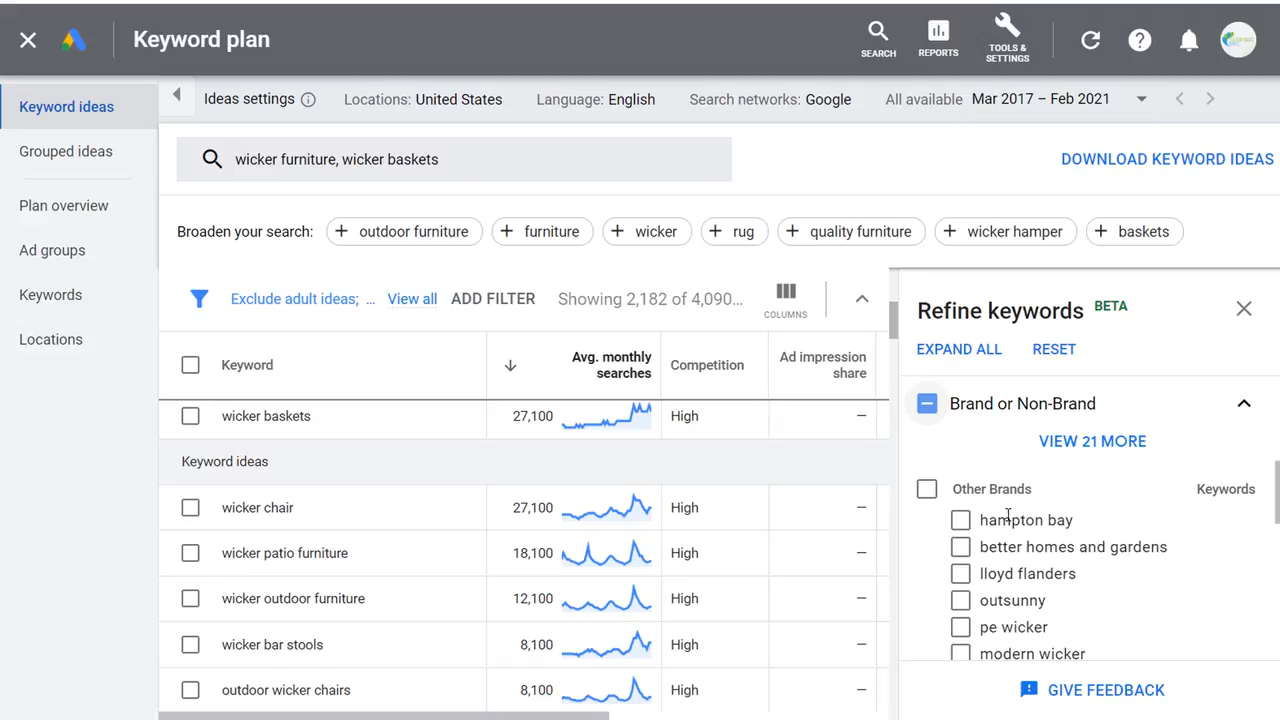 Keyword plan
SEARCH
REPORTS
TOOLS &
SETTINGS
Keyword ideas
Grouped ideas
Plan overview
Ad groups
Keywords
Locations
Ideas settings
Locations: United States
Language: English
Search networks: Google
All available Mar 2017 – Feb 2021
wicker furniture, wicker baskets
DOWNLOAD KEYWORD IDEAS
Broaden your search:
+ outdoor furniture
+ furniture
+ wicker
+ rug
+ quality furniture
+ wicker hamper
+ baskets
Exclude adult ideas; ...
View all
ADD FILTER
Showing 2,182 of 4,090...
COLUMNS
Keyword
Avg. monthly
searches
Competition
Ad impression
share
wicker baskets 27,100 High –
Keyword ideas
wicker chair 27,100 High –
wicker patio furniture 18,100 High –
wicker outdoor furniture 12,100 High –
wicker bar stools 8,100 High –
outdoor wicker chairs 8,100 High –
Refine keywords BETA
EXPAND ALL
RESET
Brand or Non-Brand
VIEW 21 MORE
Other Brands Keywords
hampton bay
better homes and gardens
lloyd flanders
outsunny
pe wicker
modern wicker
GIVE FEEDBACK